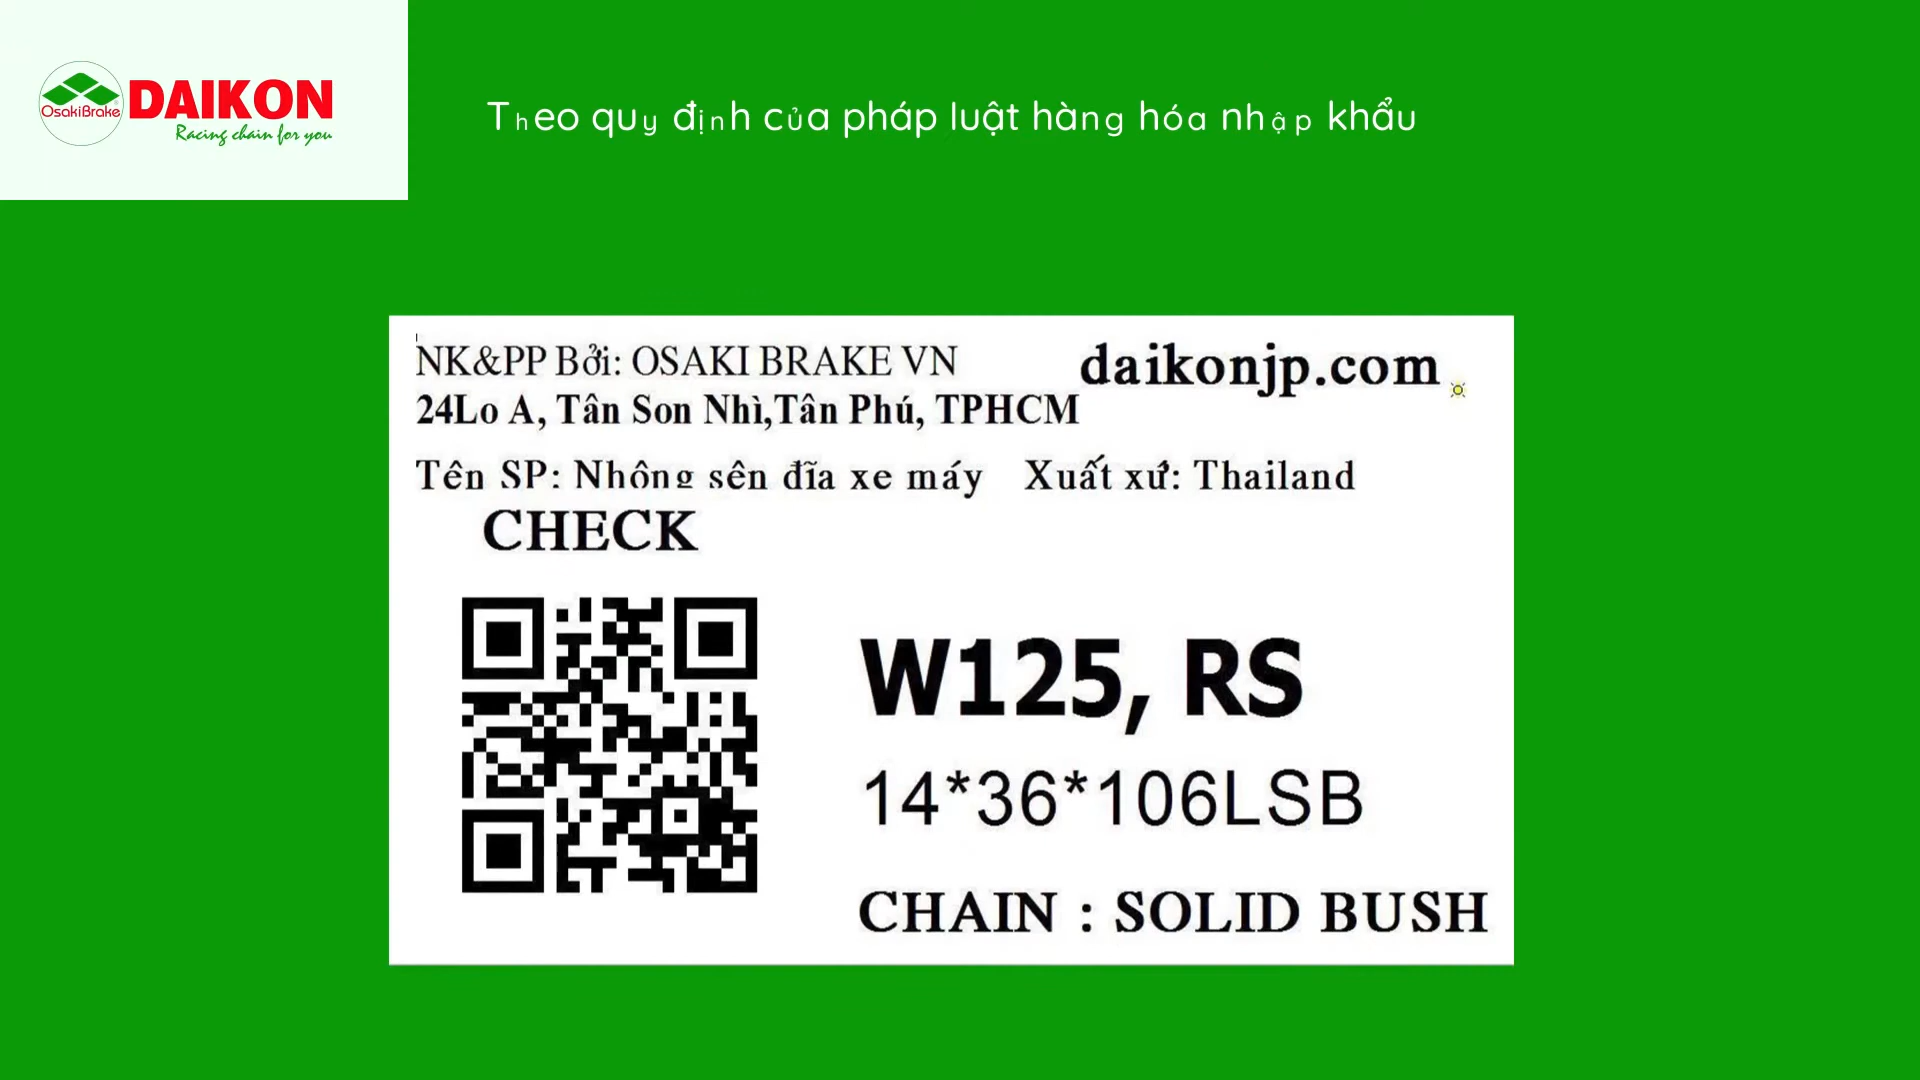 OsakiBrake
DAIKON
Racing chain for you
Theo quy định của pháp luật hàng hóa nhập khẩu
NK&PP Bởi: OSAKI BRAKE VN
daikonjp.com
24Lo A, Tân Son Nhì,Tân Phú, TPHCM
Tên SP: Nhông sên đĩa xe máy Xuất xứ: Thailand
CHECK
W125, RS
14*36*106LSB
CHAIN : SOLID BUSH